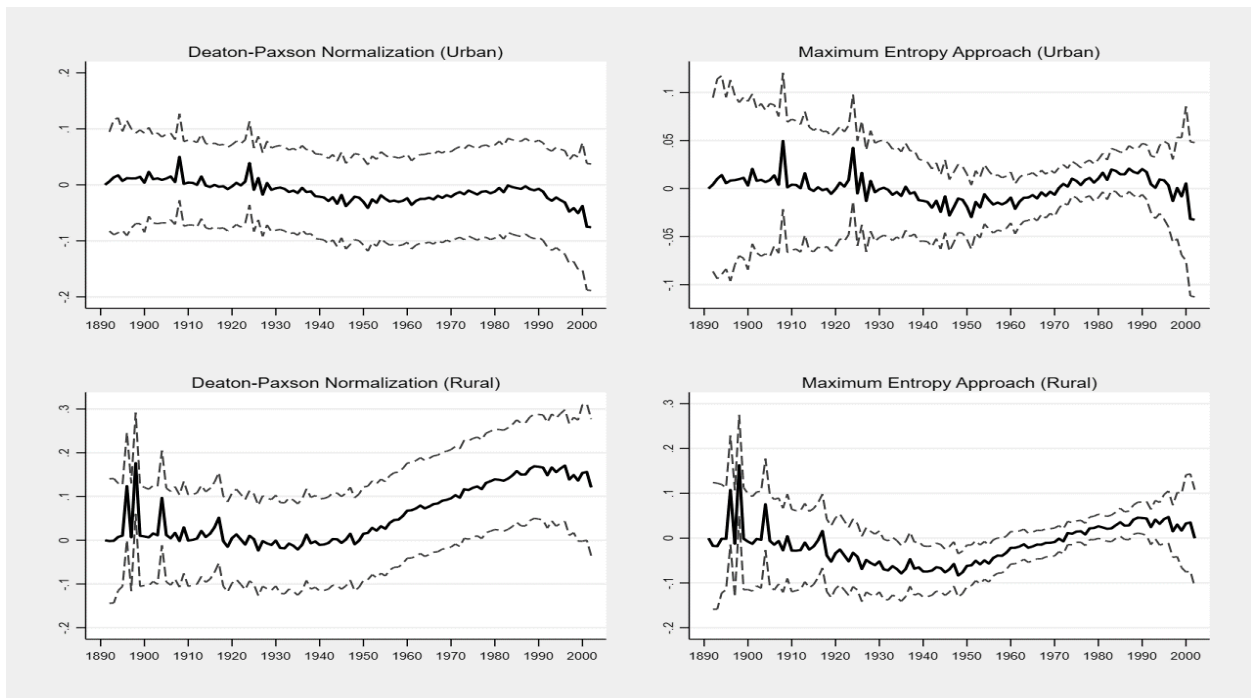 Deaton-Paxson Normalization (Urban)
.2
.1
0
-.1
-.2
1890 1900 1910 1920 1930 1940 1950 1960 1970 1980 1990 2000
Maximum Entropy Approach (Urban)
.1
.05
0
-.05
-.1
1890 1900 1910 1920 1930 1940 1950 1960 1970 1980 1990 2000
Deaton-Paxson Normalization (Rural)
.3
.2
.1
0
-.1
-.2
1890 1900 1910 1920 1930 1940 1950 1960 1970 1980 1990 2000
Maximum Entropy Approach (Rural)
.3
.2
.1
0
-.1
-.2
1890 1900 1910 1920 1930 1940 1950 1960 1970 1980 1990 2000